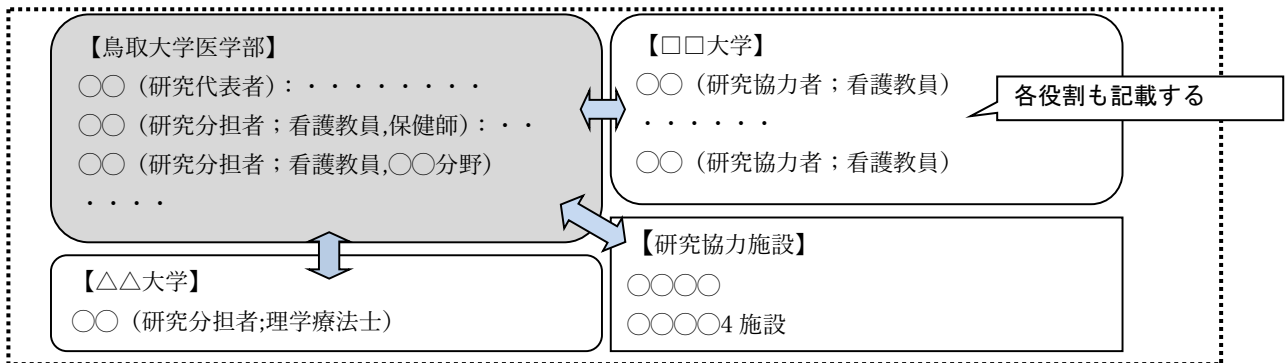 【鳥取大学医学部】
○○（研究代表者）：・・・・・・・・
○○（研究分担者；看護教員,保健師）：・・
○○（研究分担者；看護教員,○○分野）
・・・・
【□□大学】
○○（研究協力者；看護教員）
・・・・・・
○○（研究協力者；看護教員）
各役割も記載する
【△△大学】
○○（研究分担者;理学療法士）
【研究協力施設】
○○○○
○○○○4 施設